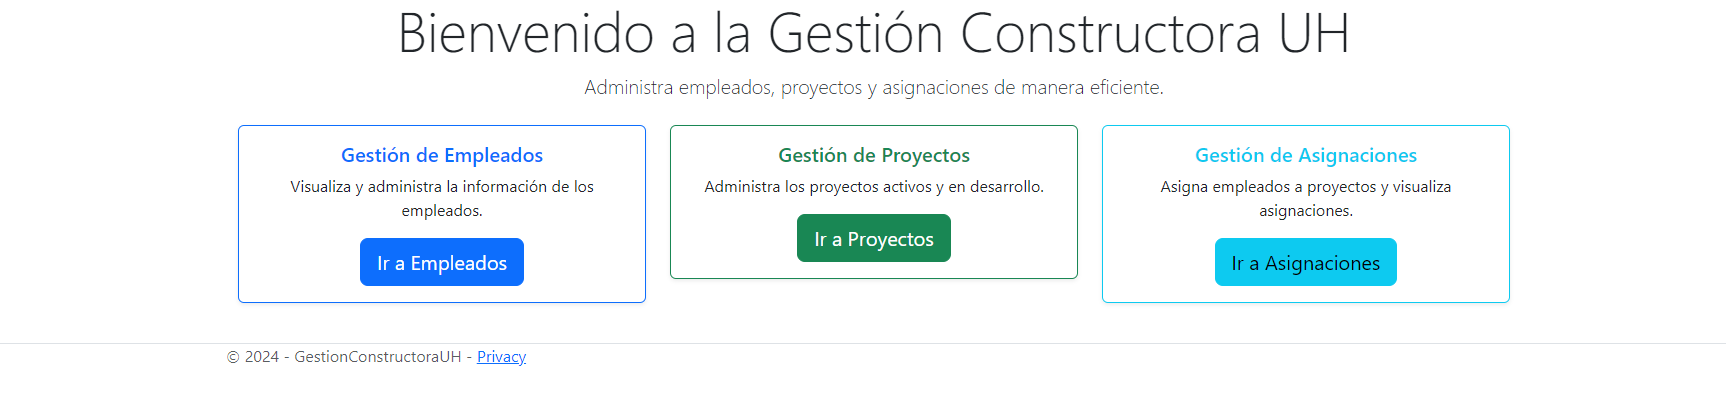 Bienvenido a la Gestión Constructora UH
Administra empleados, proyectos y asignaciones de manera eficiente.
Gestión de Empleados
Visualiza y administra la información de los
empleados.
Ir a Empleados
Gestión de Proyectos
Administra los proyectos activos y en desarrollo.
Ir a Proyectos
Gestión de Asignaciones
Asigna empleados a proyectos y visualiza
asignaciones.
Ir a Asignaciones
© 2024 - GestionConstructoraUH - Privacy